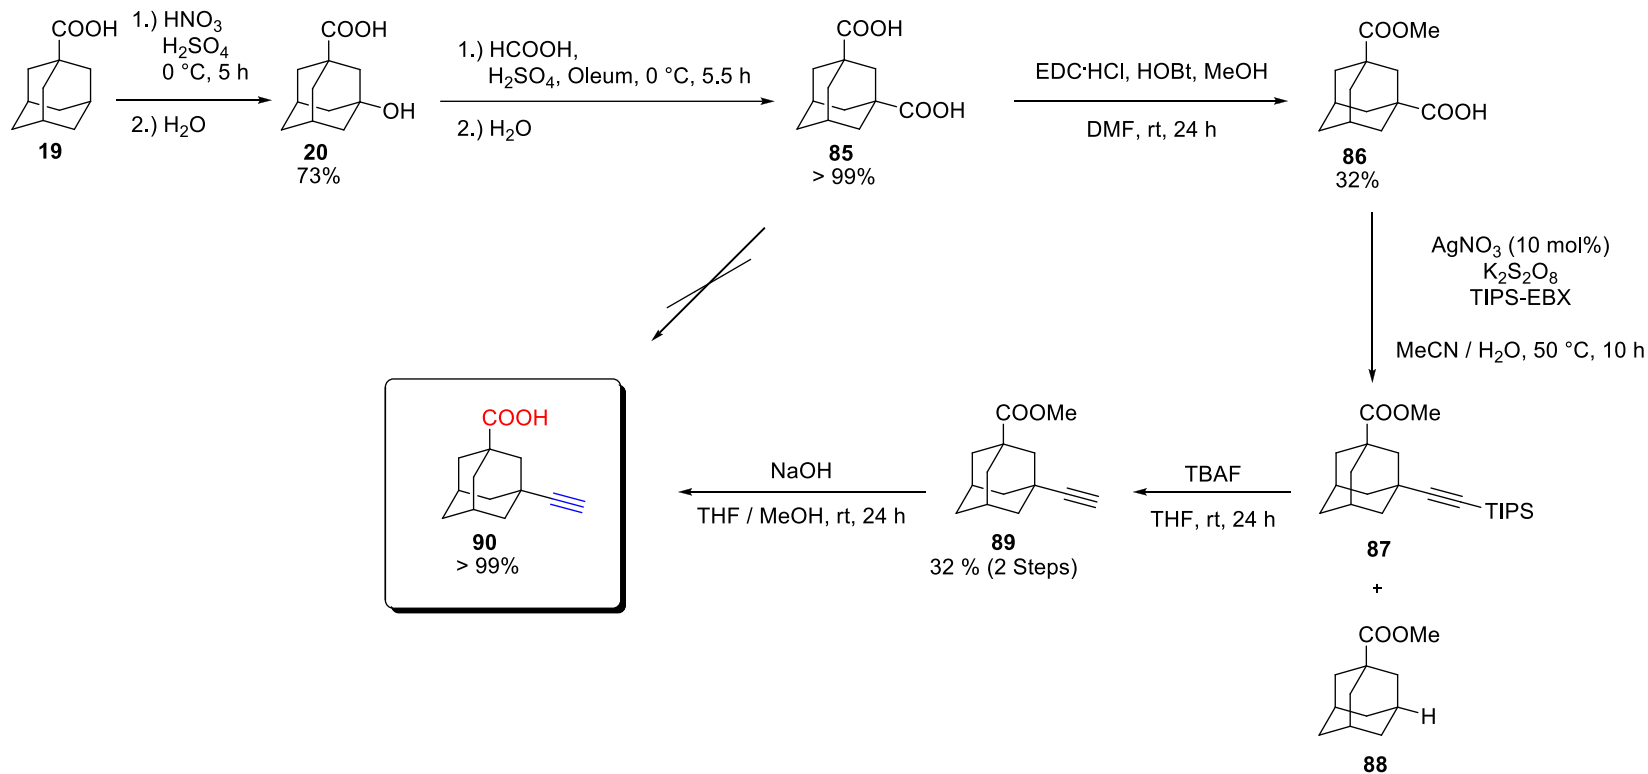 COOH
19
1.) HNO3
H2SO4
0 °C, 5 h
2.) H2O
COOH
OH
20
73%
1.) HCOOH,
H2SO4, Oleum, 0 °C, 5.5 h
2.) H2O
COOH
COOH
85
> 99%
EDC·HCl, HOBt, MeOH
DMF, rt, 24 h
COOMe
COOH
86
32%
AgNO3 (10 mol%)
K2S2O8
TIPS-EBX
MeCN / H2O, 50 °C, 10 h
COOMe
TIPS
87
+
COOMe
H
88
TBAF
THF, rt, 24 h
COOMe
89
32 % (2 Steps)
NaOH
THF / MeOH, rt, 24 h
COOH
90
> 99%